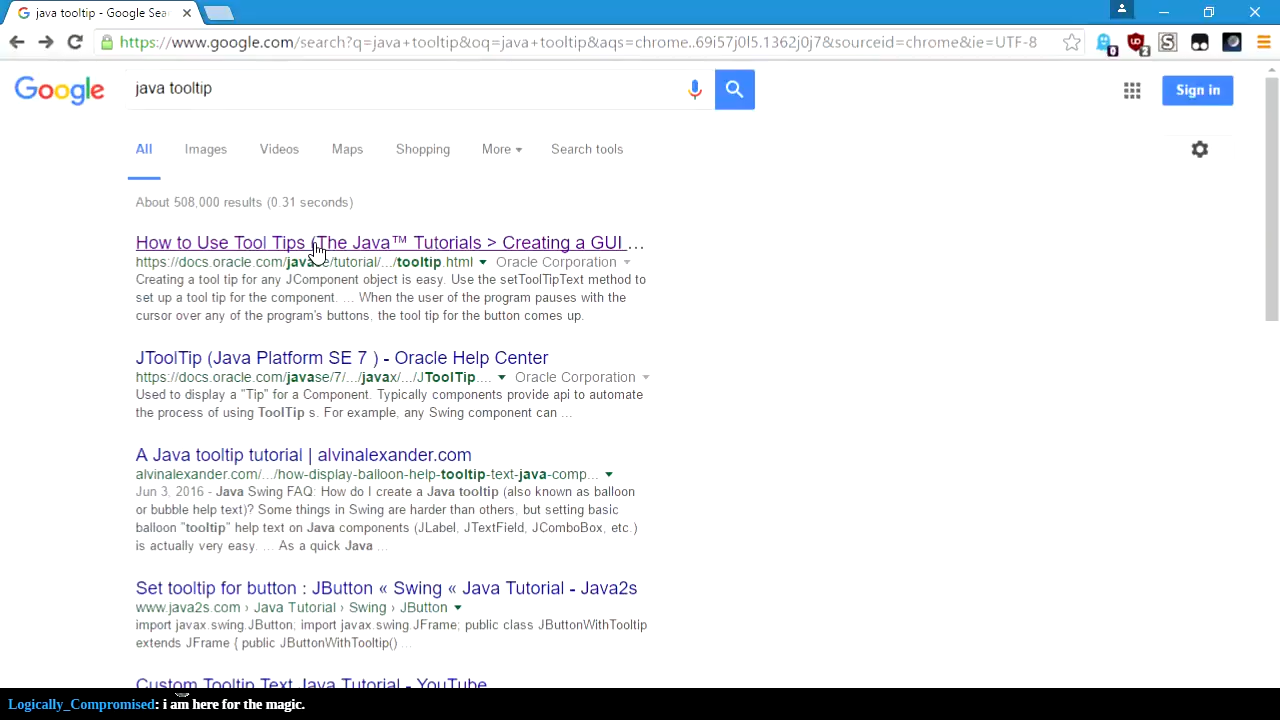 java tooltip - Google Sea
https://www.google.com/search?q=java+tooltip&oq=java+tooltip&aqs=chrome..69i57j0l5.1362j0j7&sourceid=chrome&ie=UTF-8
0
2
Google
java tooltip
Sign in
All Images Videos Maps Shopping More Search tools
About 508,000 results (0.31 seconds)
How to Use Tool Tips (The Java™ Tutorials > Creating a GUI ...
https://docs.oracle.com/javase/tutorial/.../tooltip.html Oracle Corporation
Creating a tool tip for any JComponent object is easy. Use the setToolTipText method to
set up a tool tip for the component. ... When the user of the program pauses with the
cursor over any of the program's buttons, the tool tip for the button comes up.
JToolTip (Java Platform SE 7 ) - Oracle Help Center
https://docs.oracle.com/javase/7/.../javax/.../JToolTip.... Oracle Corporation
Used to display a "Tip" for a Component. Typically components provide api to automate
the process of using ToolTip s. For example, any Swing component can ...
A Java tooltip tutorial | alvinalexander.com
alvinalexander.com/.../how-display-balloon-help-tooltip-text-java-comp...
Jun 3, 2016 - Java Swing FAQ: How do I create a Java tooltip (also known as balloon
or bubble help text)? Some things in Swing are harder than others, but setting basic
balloon "tooltip" help text on Java components (JLabel, JTextField, JComboBox, etc.)
is actually very easy. ... As a quick Java ...
Set tooltip for button : JButton « Swing « Java Tutorial - Java2s
www.java2s.com › Java Tutorial › Swing › JButton
import javax.swing.JButton; import javax.swing.JFrame; public class JButtonWithTooltip
extends JFrame { public JButtonWithTooltip() ...
Custom Tooltip Text Java Tutorial - YouTube
Logically_Compromised: i am here for the magic.